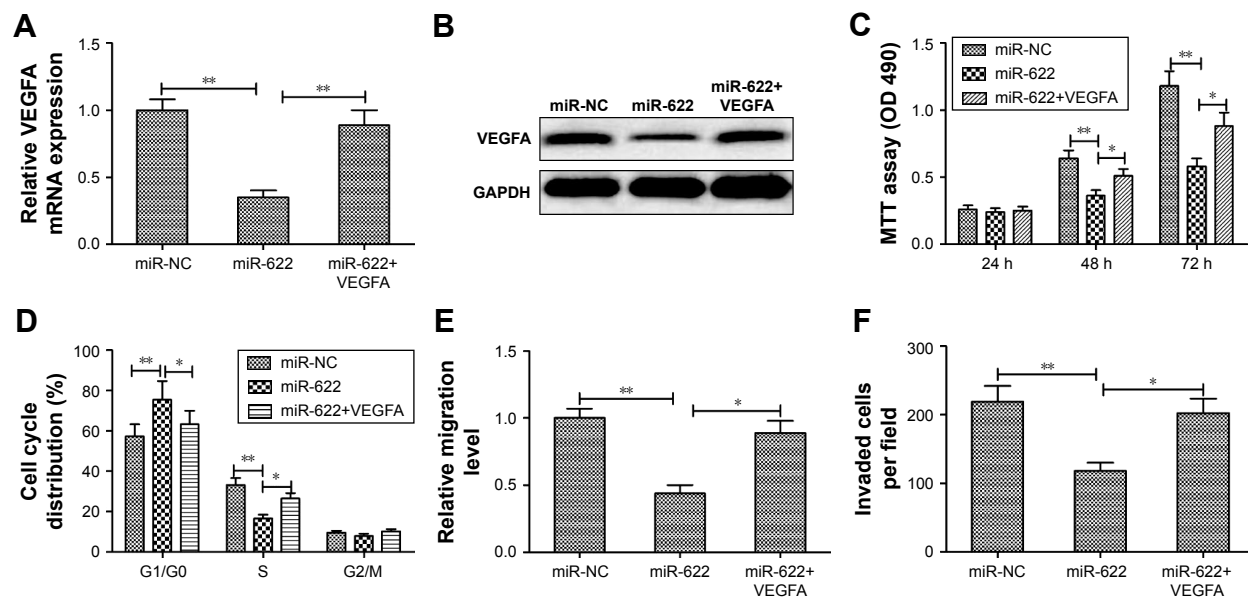 A
Relative VEGFA
mRNA expression
1.5
1.0
0.5
0.0
**
**
miR-NC
miR-622
miR-622+
VEGFA
B
miR-NC
miR-622
miR-622+
VEGFA
VEGFA
GAPDH
C
MTT assay (OD 490)
1.5
1.0
0.5
0.0
miR-NC
miR-622
miR-622+VEGFA
**
*
**
*
24 h
48 h
72 h
D
Cell cycle
distribution (%)
100
80
60
40
20
0
miR-NC
miR-622
miR-622+VEGFA
**
*
**
*
G1/G0
S
G2/M
E
Relative migration
level
1.5
1.0
0.5
0.0
**
*
miR-NC
miR-622
miR-622+
VEGFA
F
Invaded cells
per field
300
200
100
0
**
*
miR-NC
miR-622
miR-622+
VEGFA